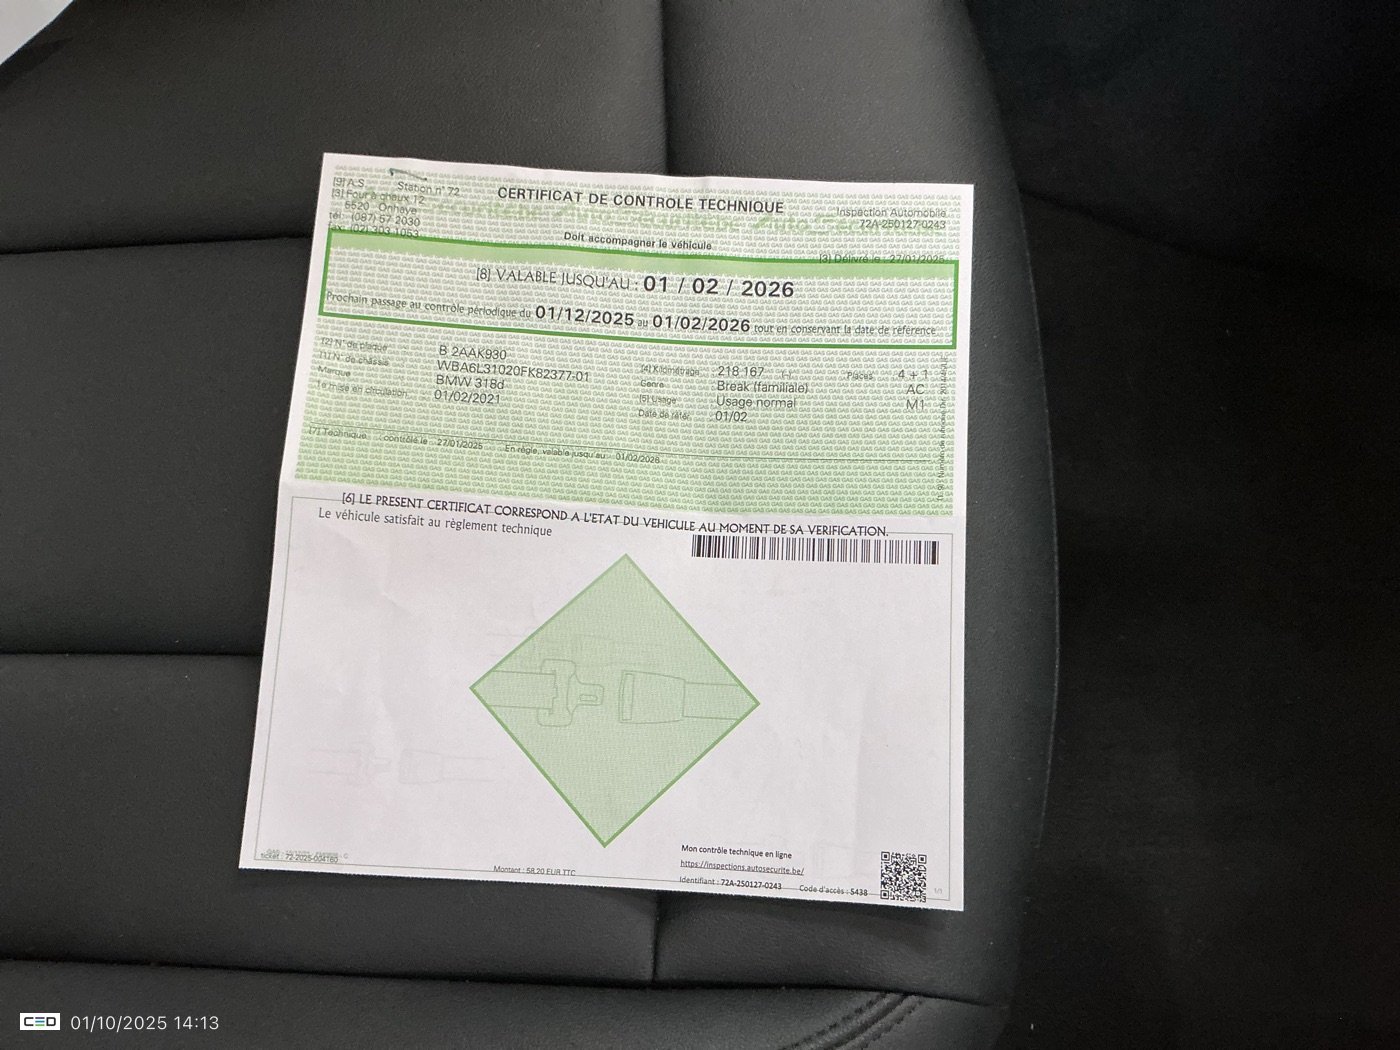 [9] A.S Station n° 72
[3] Four à chaux 12
5520 Onhaye
tél. (087) 57 2030
fax. (02) 303 1053
CERTIFICAT DE CONTROLE TECHNIQUE
Doit accompagner le véhicule
Inspection Automobile
72A-250127-0243
[3] Délivré le : 27/01/2025
[8] VALABLE JUSQU'AU : 01 / 02 / 2026
Prochain passage au contrôle périodique du 01/12/2025 au 01/02/2026 tout en conservant la date de référence
[2] N° de plaque B 2AAK930
[1] N° de chassis WBA6L31020FK82377-01
Marque BMW 318d
1e mise en circulation 01/02/2021
[4] Kilométrage 218 167 Places 4 + 1
Genre Break (familiale) AC
[5] Usage Usage normal M1
Date de référ. 01/02
[7] Technique contrôlé le : 27/01/2025 En règle, valable jusqu'au : 01/02/2026
[6] LE PRESENT CERTIFICAT CORRESPOND A L'ETAT DU VEHICULE AU MOMENT DE SA VERIFICATION.
Le véhicule satisfait au règlement technique
ticket : 72-2025-004160
Montant : 58,20 EUR TTC
Mon contrôle technique en ligne
https://inspections.autosecurite.be/
Identifiant : 72A-250127-0243 Code d'accès : 5438
1/1
CED 01/10/2025 14:13